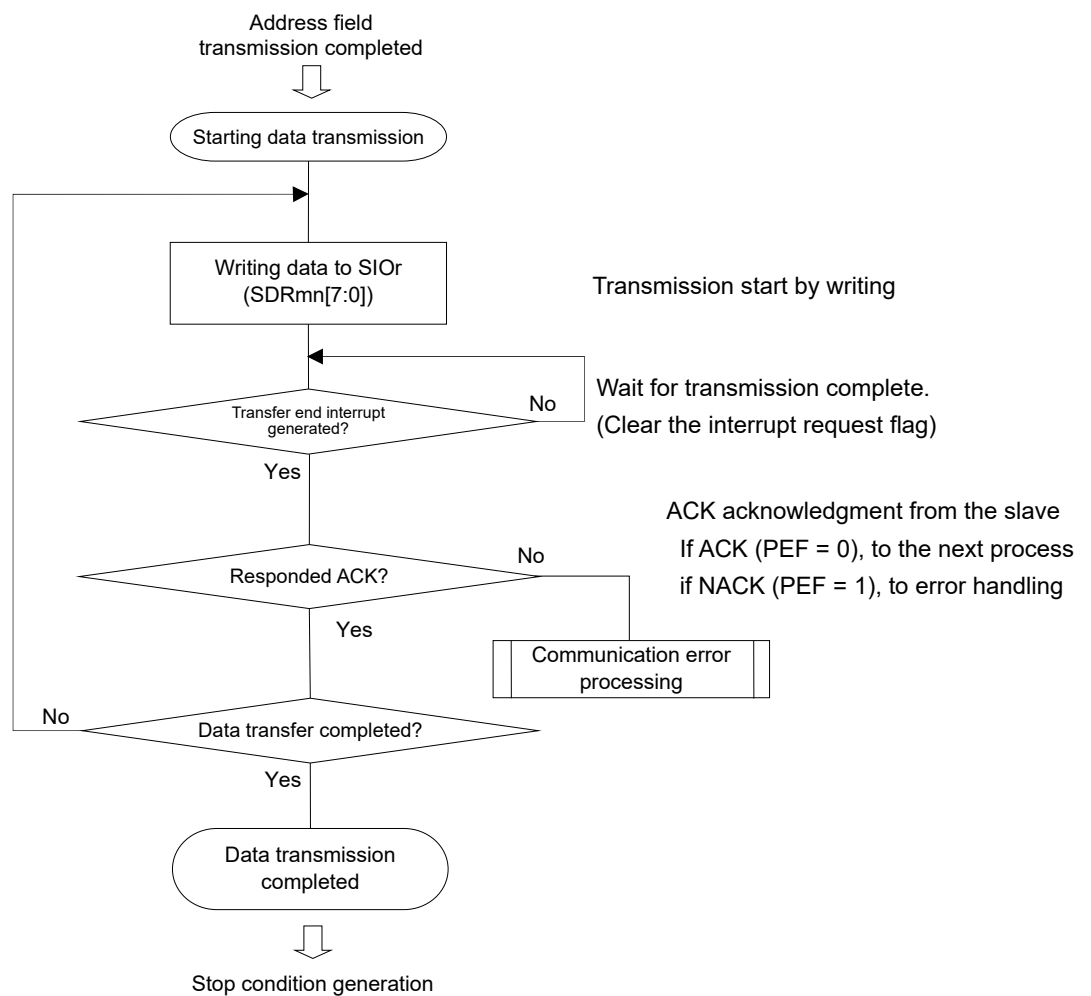 Address field
transmission completed
Starting data transmission
Writing data to SIOr
(SDRmn[7:0])
Transmission start by writing
Transfer end interrupt
generated?
No
Wait for transmission complete.
(Clear the interrupt request flag)
Yes
ACK acknowledgment from the slave
If ACK (PEF = 0), to the next process
if NACK (PEF = 1), to error handling
Responded ACK?
No
Yes
Communication error
processing
No
Data transfer completed?
Yes
Data transmission
completed
Stop condition generation